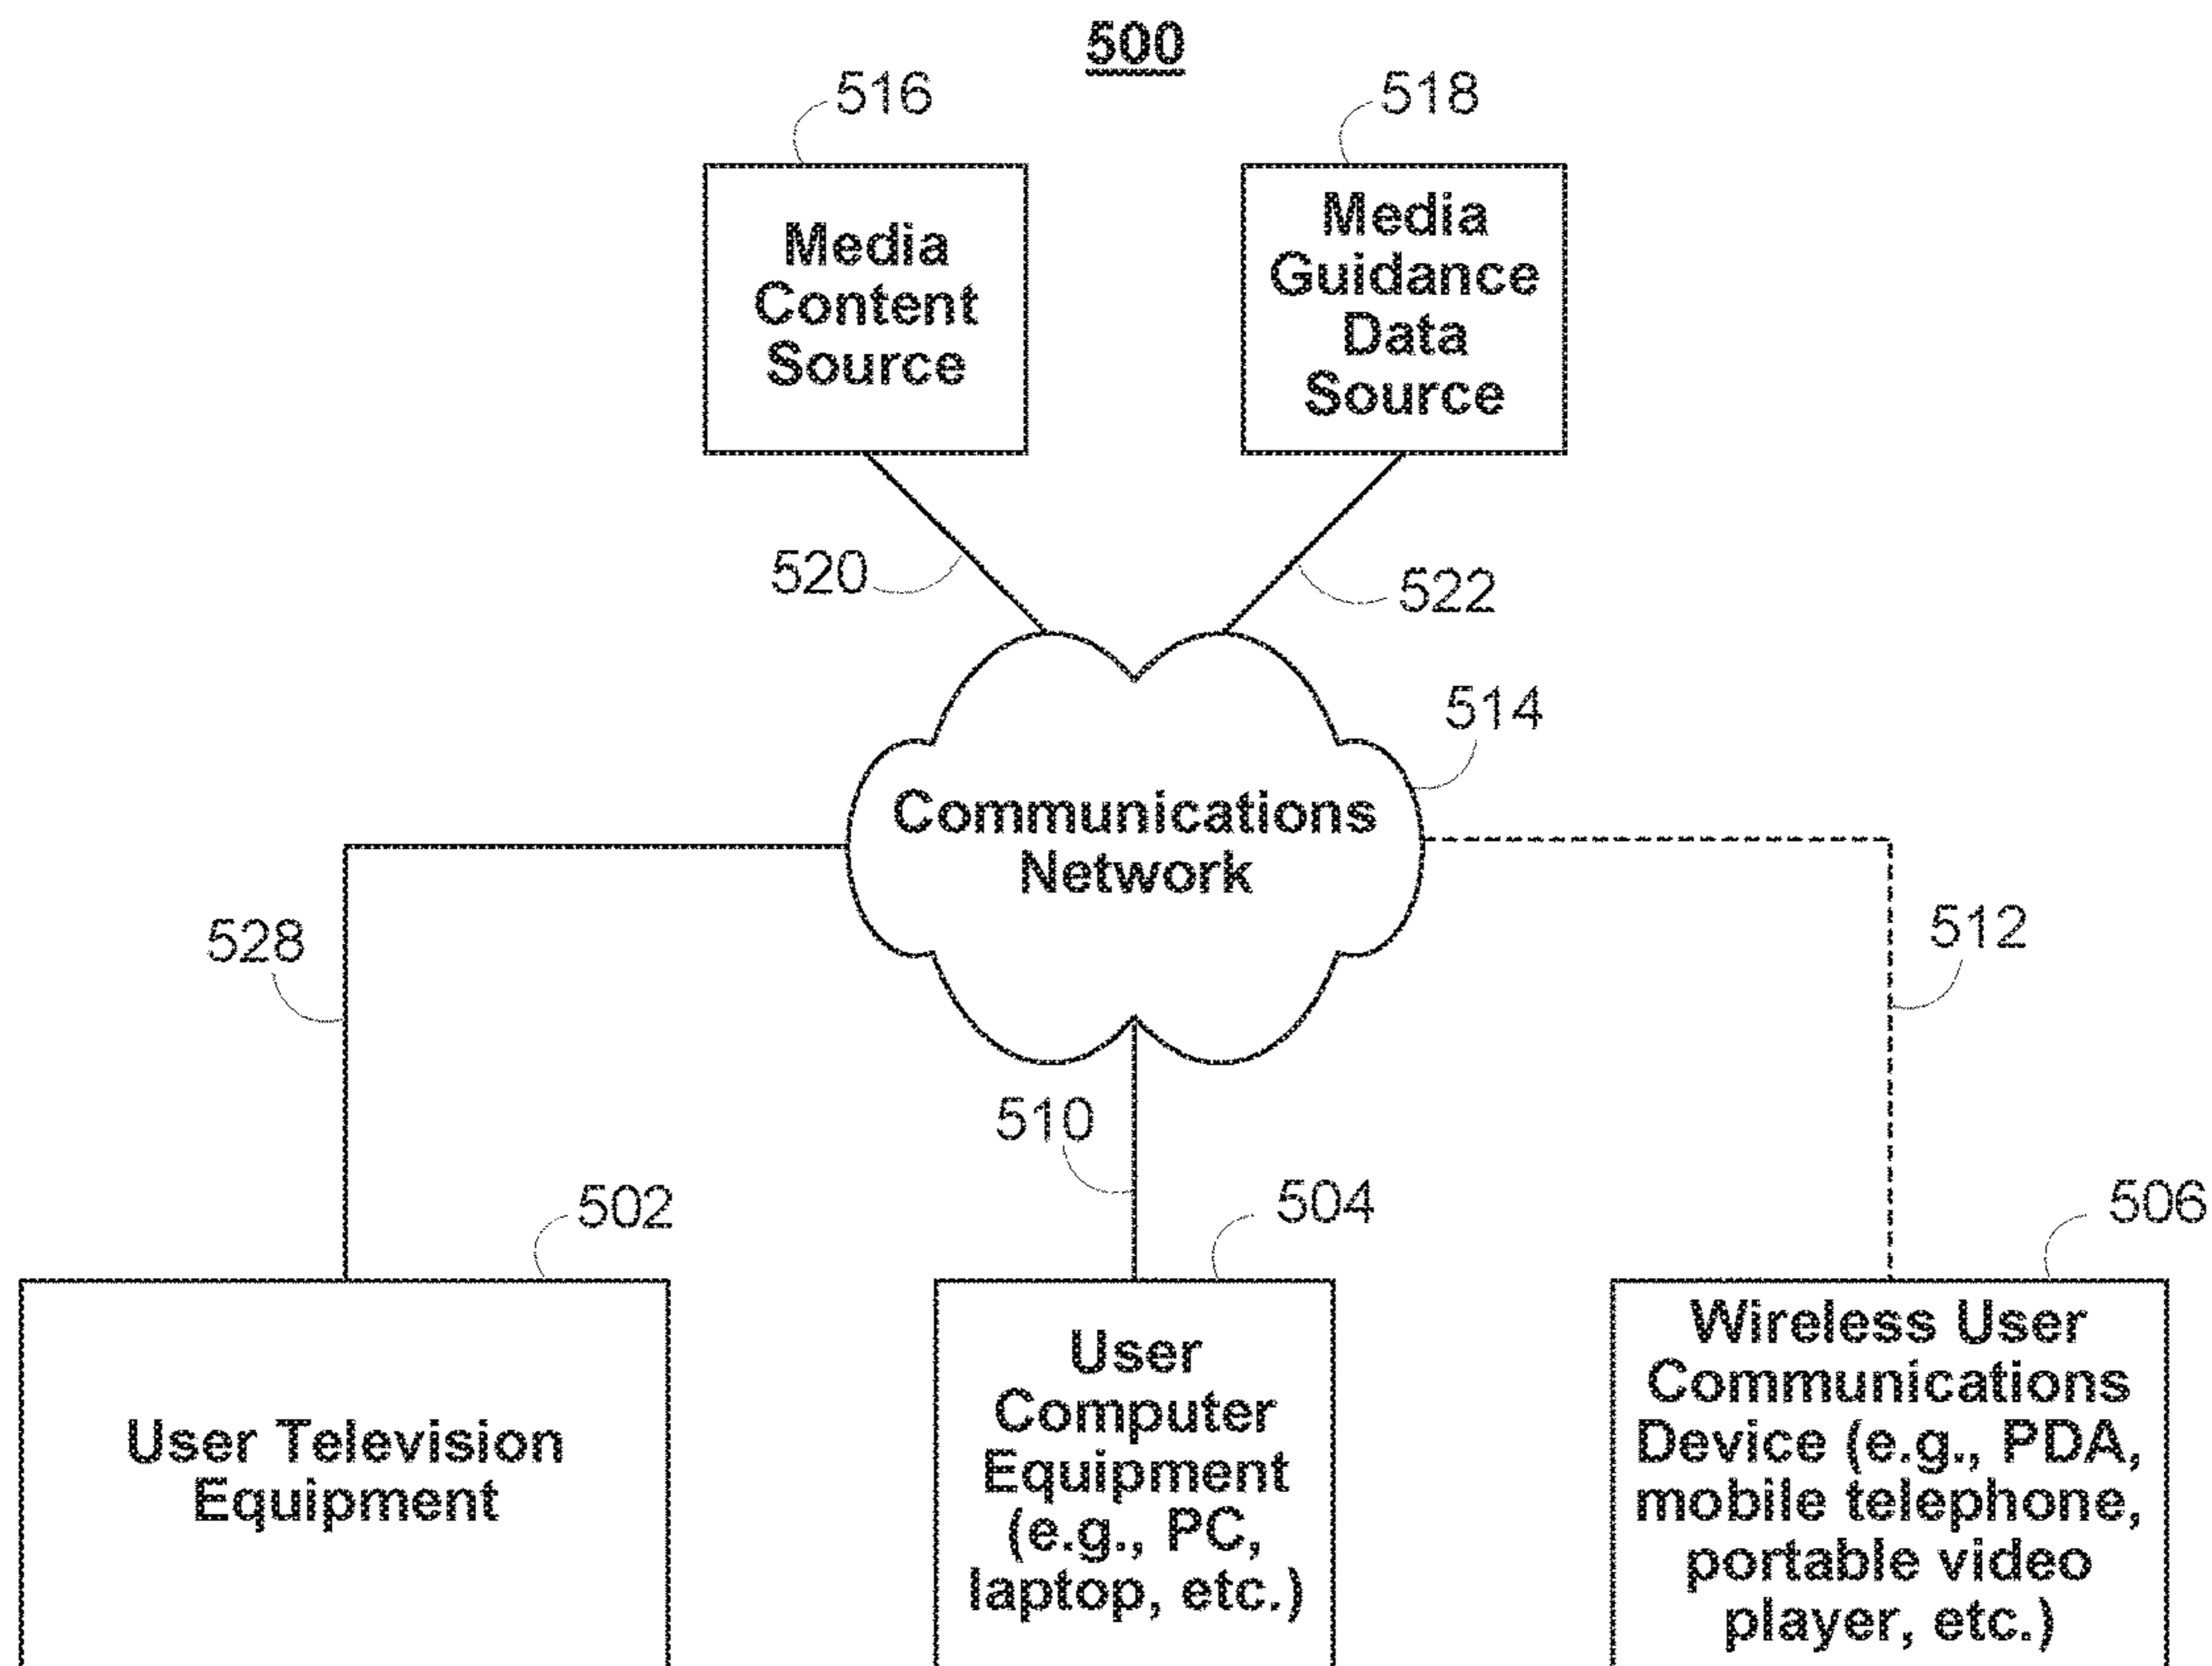 500
516
518
Media
Content
Source
Media
Guidance
Data
Source
520
522
514
Communications
Network
528
512
510
502
504
506
User Television
Equipment
User
Computer
Equipment
(e.g., PC,
laptop, etc.)
Wireless User
Communications
Device (e.g., PDA,
mobile telephone,
portable video
player, etc.)